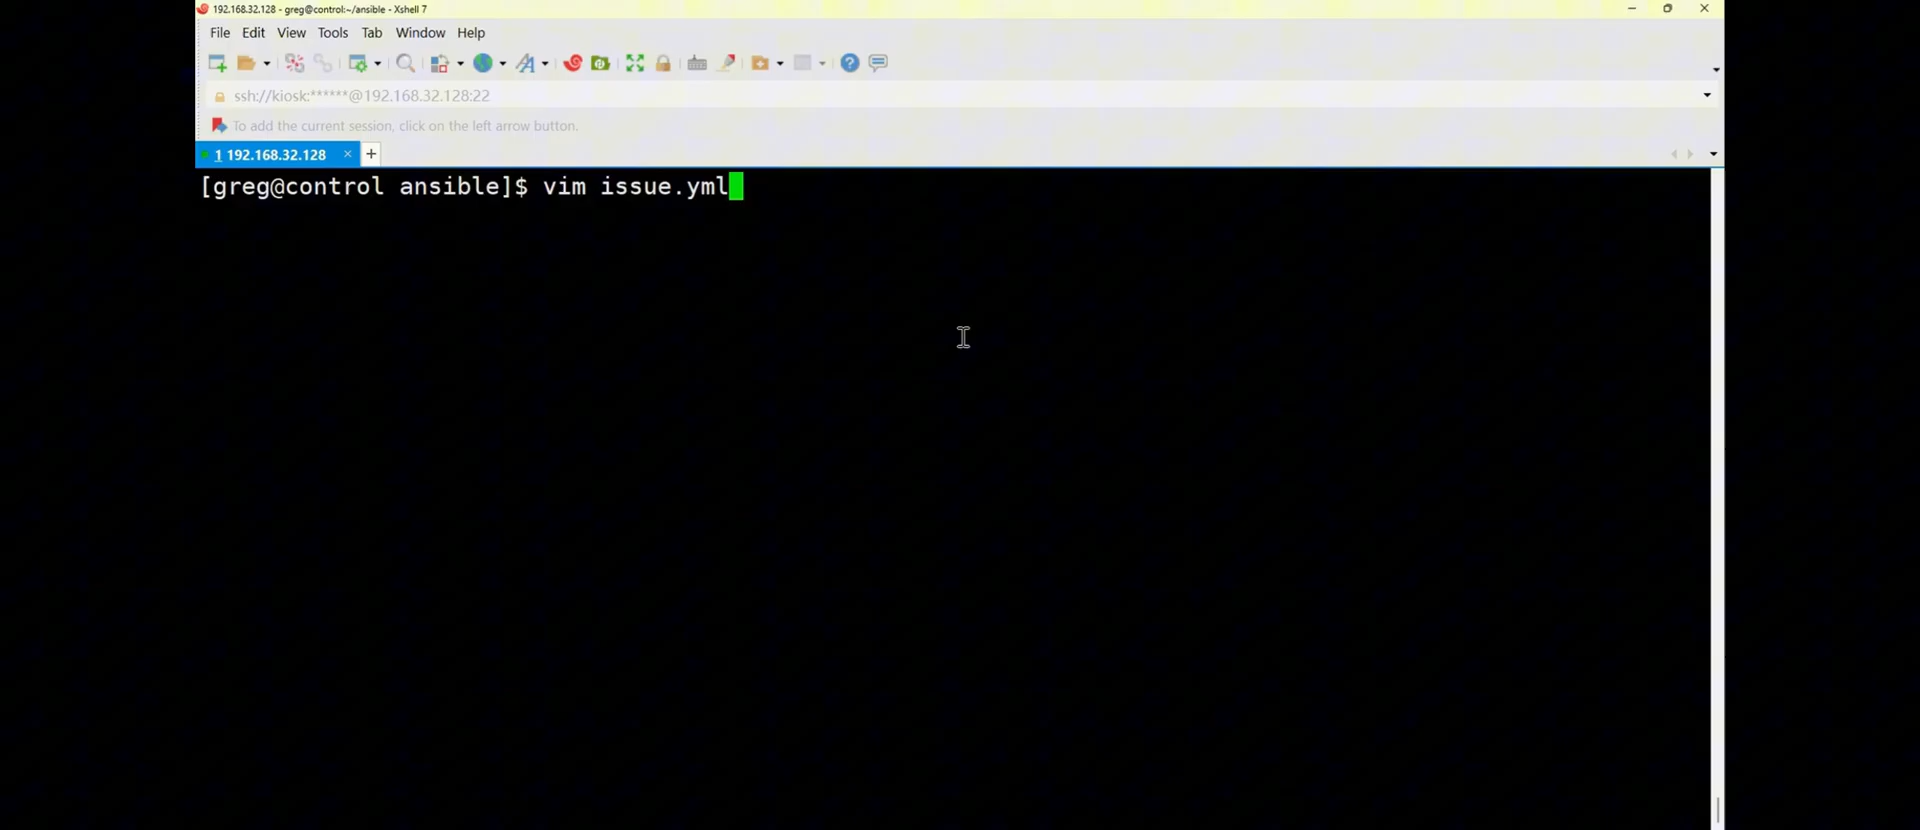 192.168.32.128 - greg@control:~/ansible - Xshell 7
File Edit View Tools Tab Window Help
ssh://kiosk:******@192.168.32.128:22
To add the current session, click on the left arrow button.
1 192.168.32.128
[greg@control ansible]$ vim issue.yml